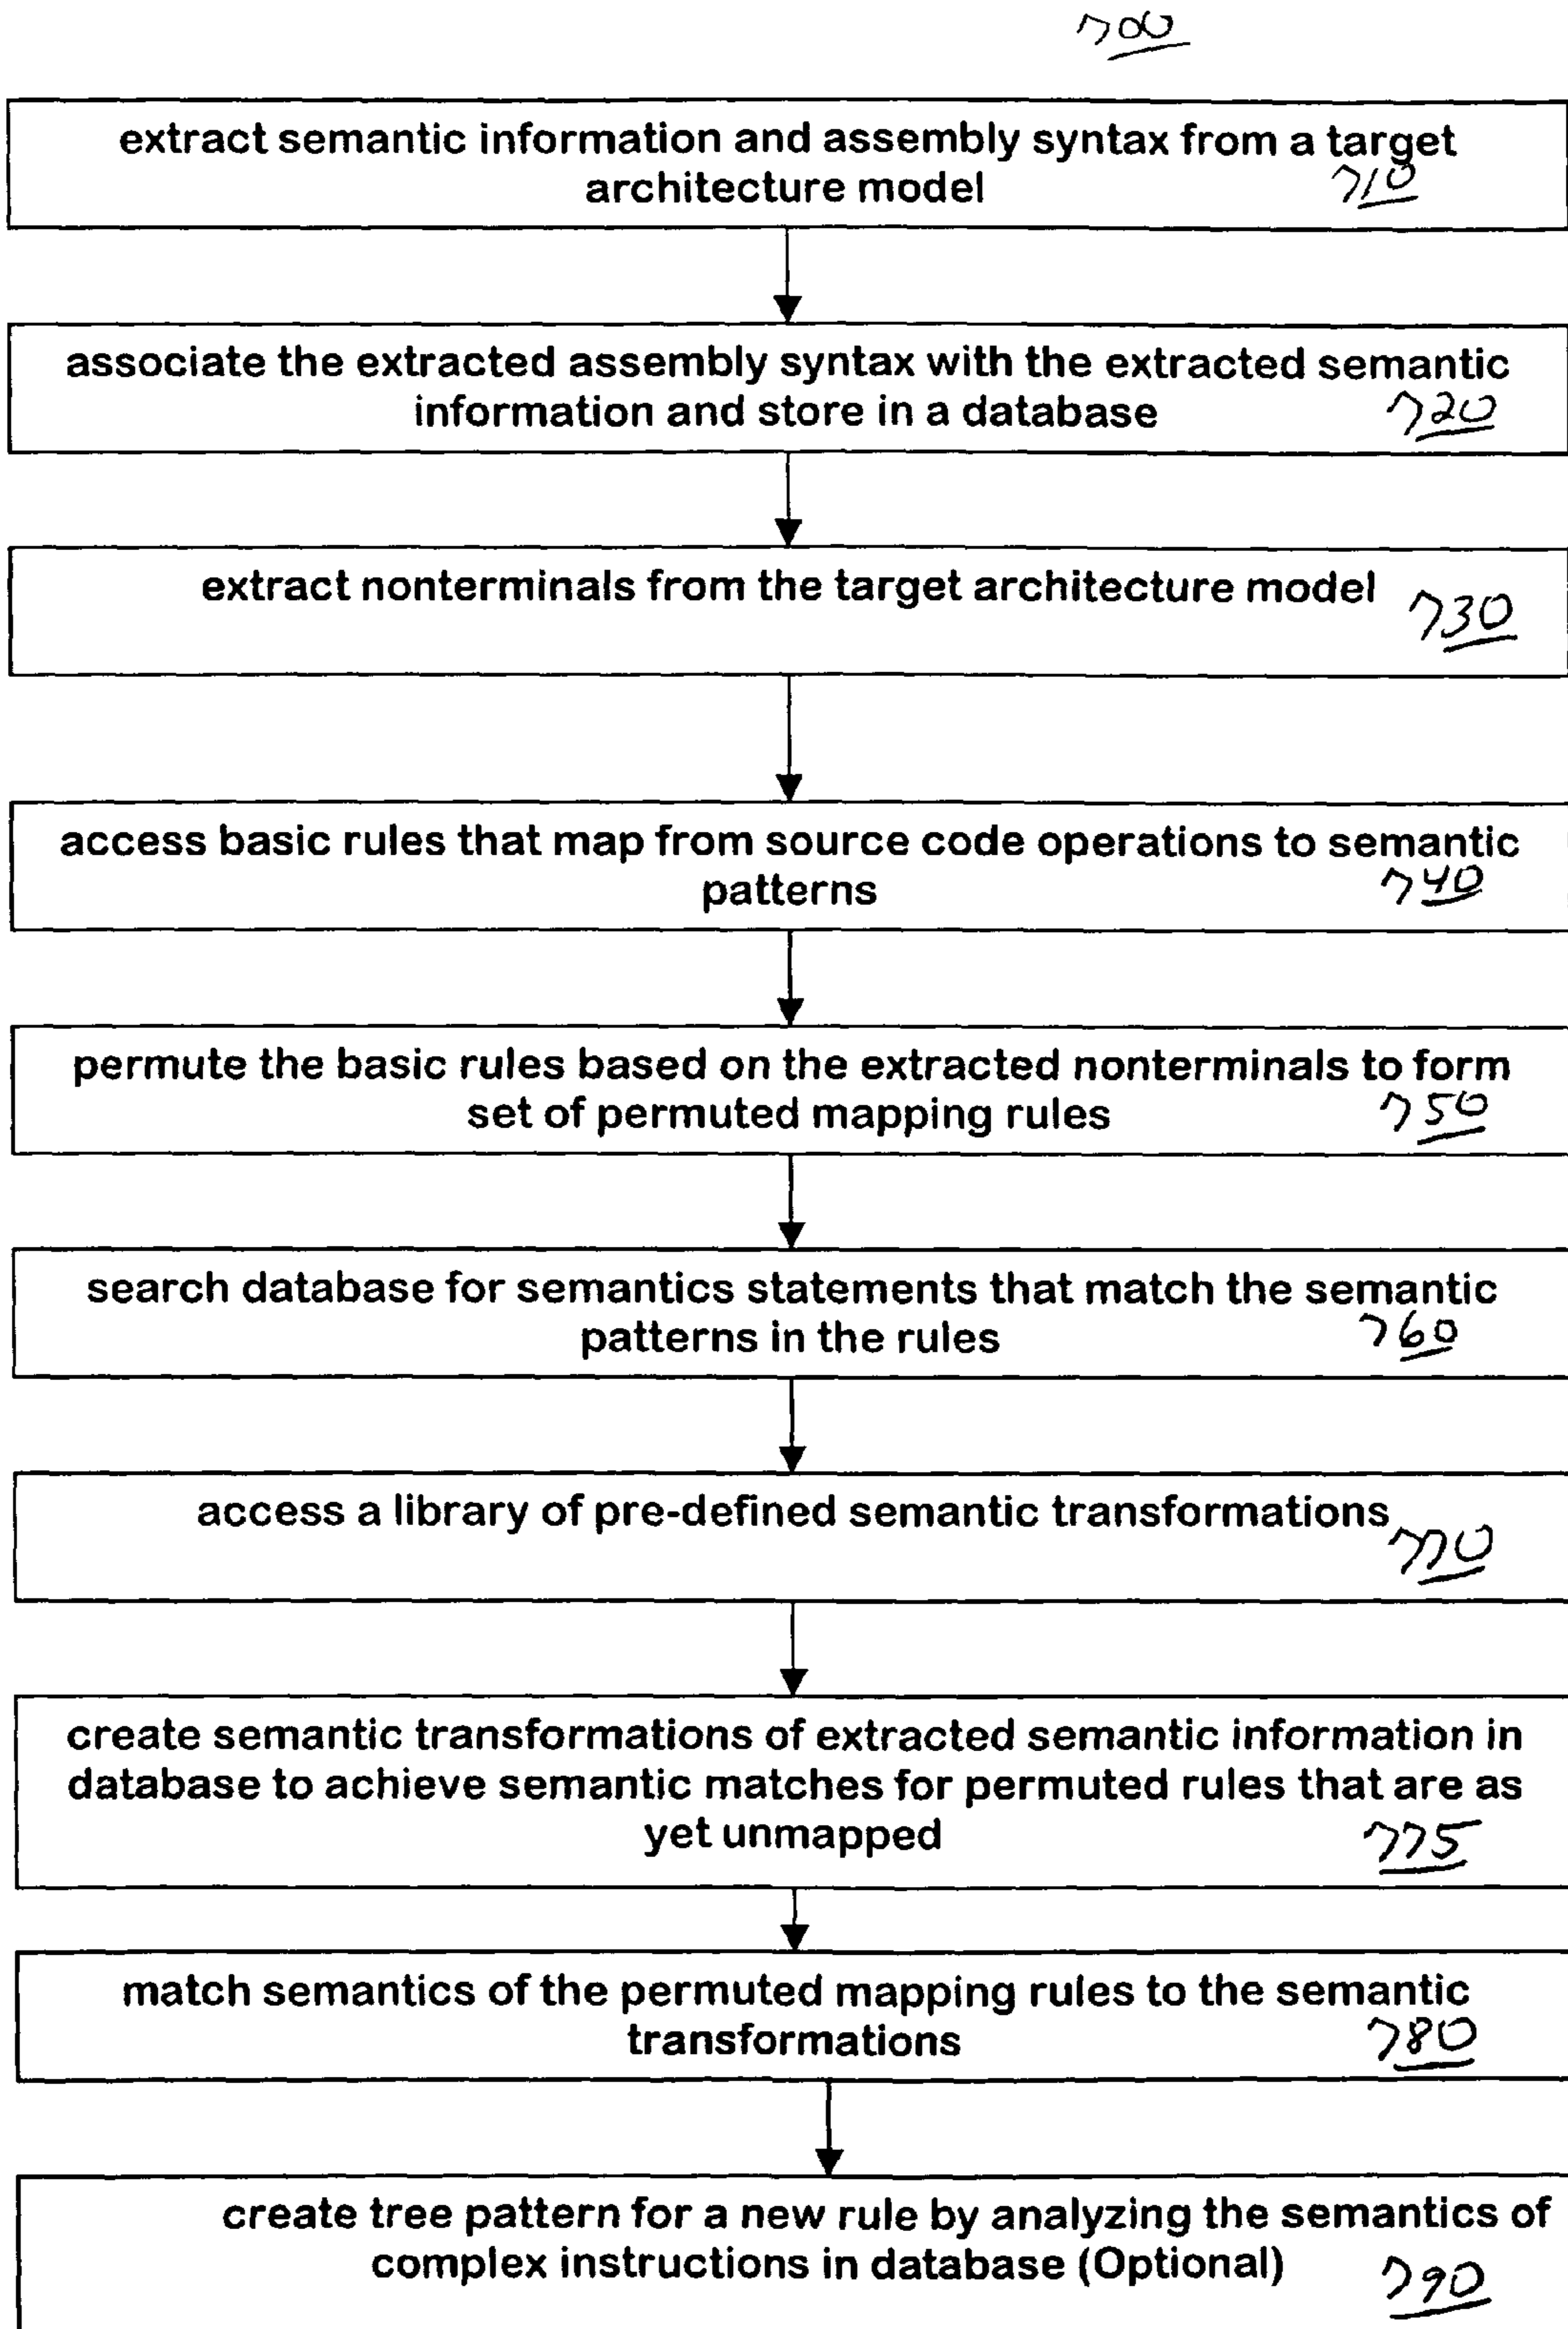 700
extract semantic information and assembly syntax from a target
architecture model
710
associate the extracted assembly syntax with the extracted semantic
information and store in a database
720
extract nonterminals from the target architecture model
730
access basic rules that map from source code operations to semantic
patterns
740
permute the basic rules based on the extracted nonterminals to form
set of permuted mapping rules
750
search database for semantics statements that match the semantic
patterns in the rules
760
access a library of pre-defined semantic transformations
770
create semantic transformations of extracted semantic information in
database to achieve semantic matches for permuted rules that are as
yet unmapped
775
match semantics of the permuted mapping rules to the semantic
transformations
780
create tree pattern for a new rule by analyzing the semantics of
complex instructions in database (Optional)
790